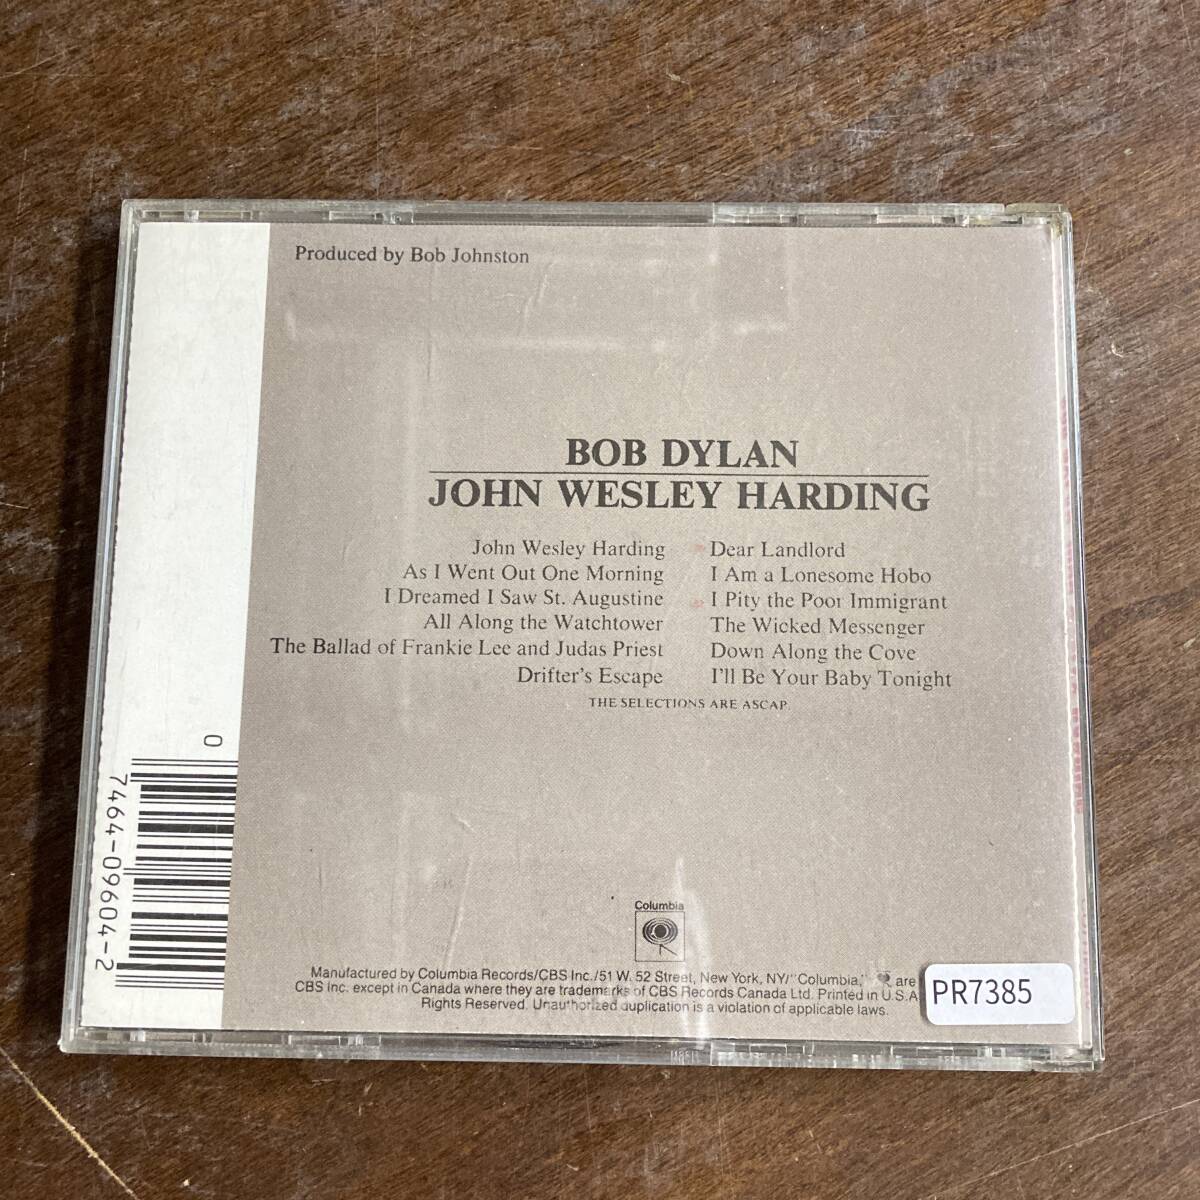 Produced by Bob Johnston
BOB DYLAN
JOHN WESLEY HARDING
John Wesley Harding
As I Went Out One Morning
I Dreamed I Saw St. Augustine
All Along the Watchtower
The Ballad of Frankie Lee and Judas Priest
Drifter's Escape
Dear Landlord
I Am a Lonesome Hobo
I Pity the Poor Immigrant
The Wicked Messenger
Down Along the Cove
I'll Be Your Baby Tonight
THE SELECTIONS ARE ASCAP.
0
7464-09604-2
Columbia
Manufactured by Columbia Records/CBS Inc./51 W. 52 Street, New York, NY/"Columbia," are
CBS Inc. except in Canada where they are trademarks of CBS Records Canada Ltd. Printed in U.S.A
Rights Reserved. Unauthorized duplication is a violation of applicable laws.
PR7385